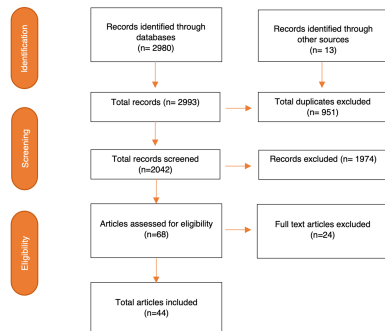 Identification
Records identified through
databases
(n= 2980)
Records identified through
other sources
(n= 13)
Total records (n= 2993)
Total duplicates excluded
(n= 951)
Screening
Total records screened
(n=2042)
Records excluded (n= 1974)
Eligibility
Articles assessed for eligibility
(n=68)
Full text articles excluded
(n=24)
Total articles included
(n=44)